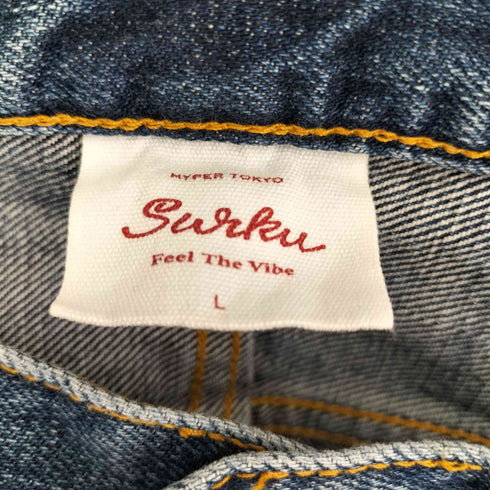 HYPER TOKYO
Surku
Feel The Vibe
L